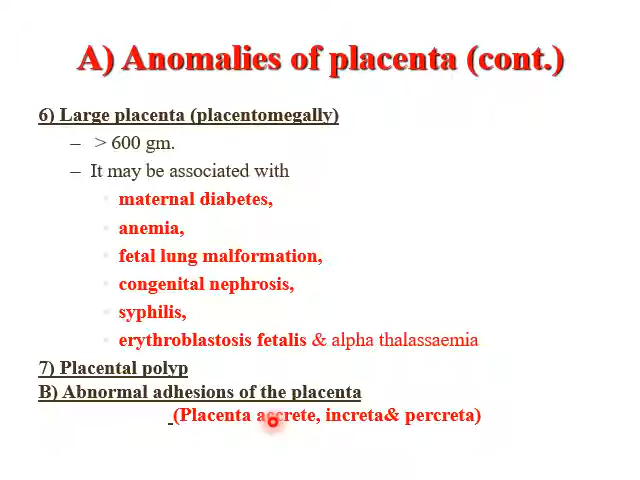 A) Anomalies of placenta (cont.)
6) Large placenta (placentomegally)
– > 600 gm.
– It may be associated with
• maternal diabetes,
• anemia,
• fetal lung malformation,
• congenital nephrosis,
• syphilis,
• erythroblastosis fetalis & alpha thalassaemia
7) Placental polyp
B) Abnormal adhesions of the placenta
(Placenta accrete, increta& percreta)